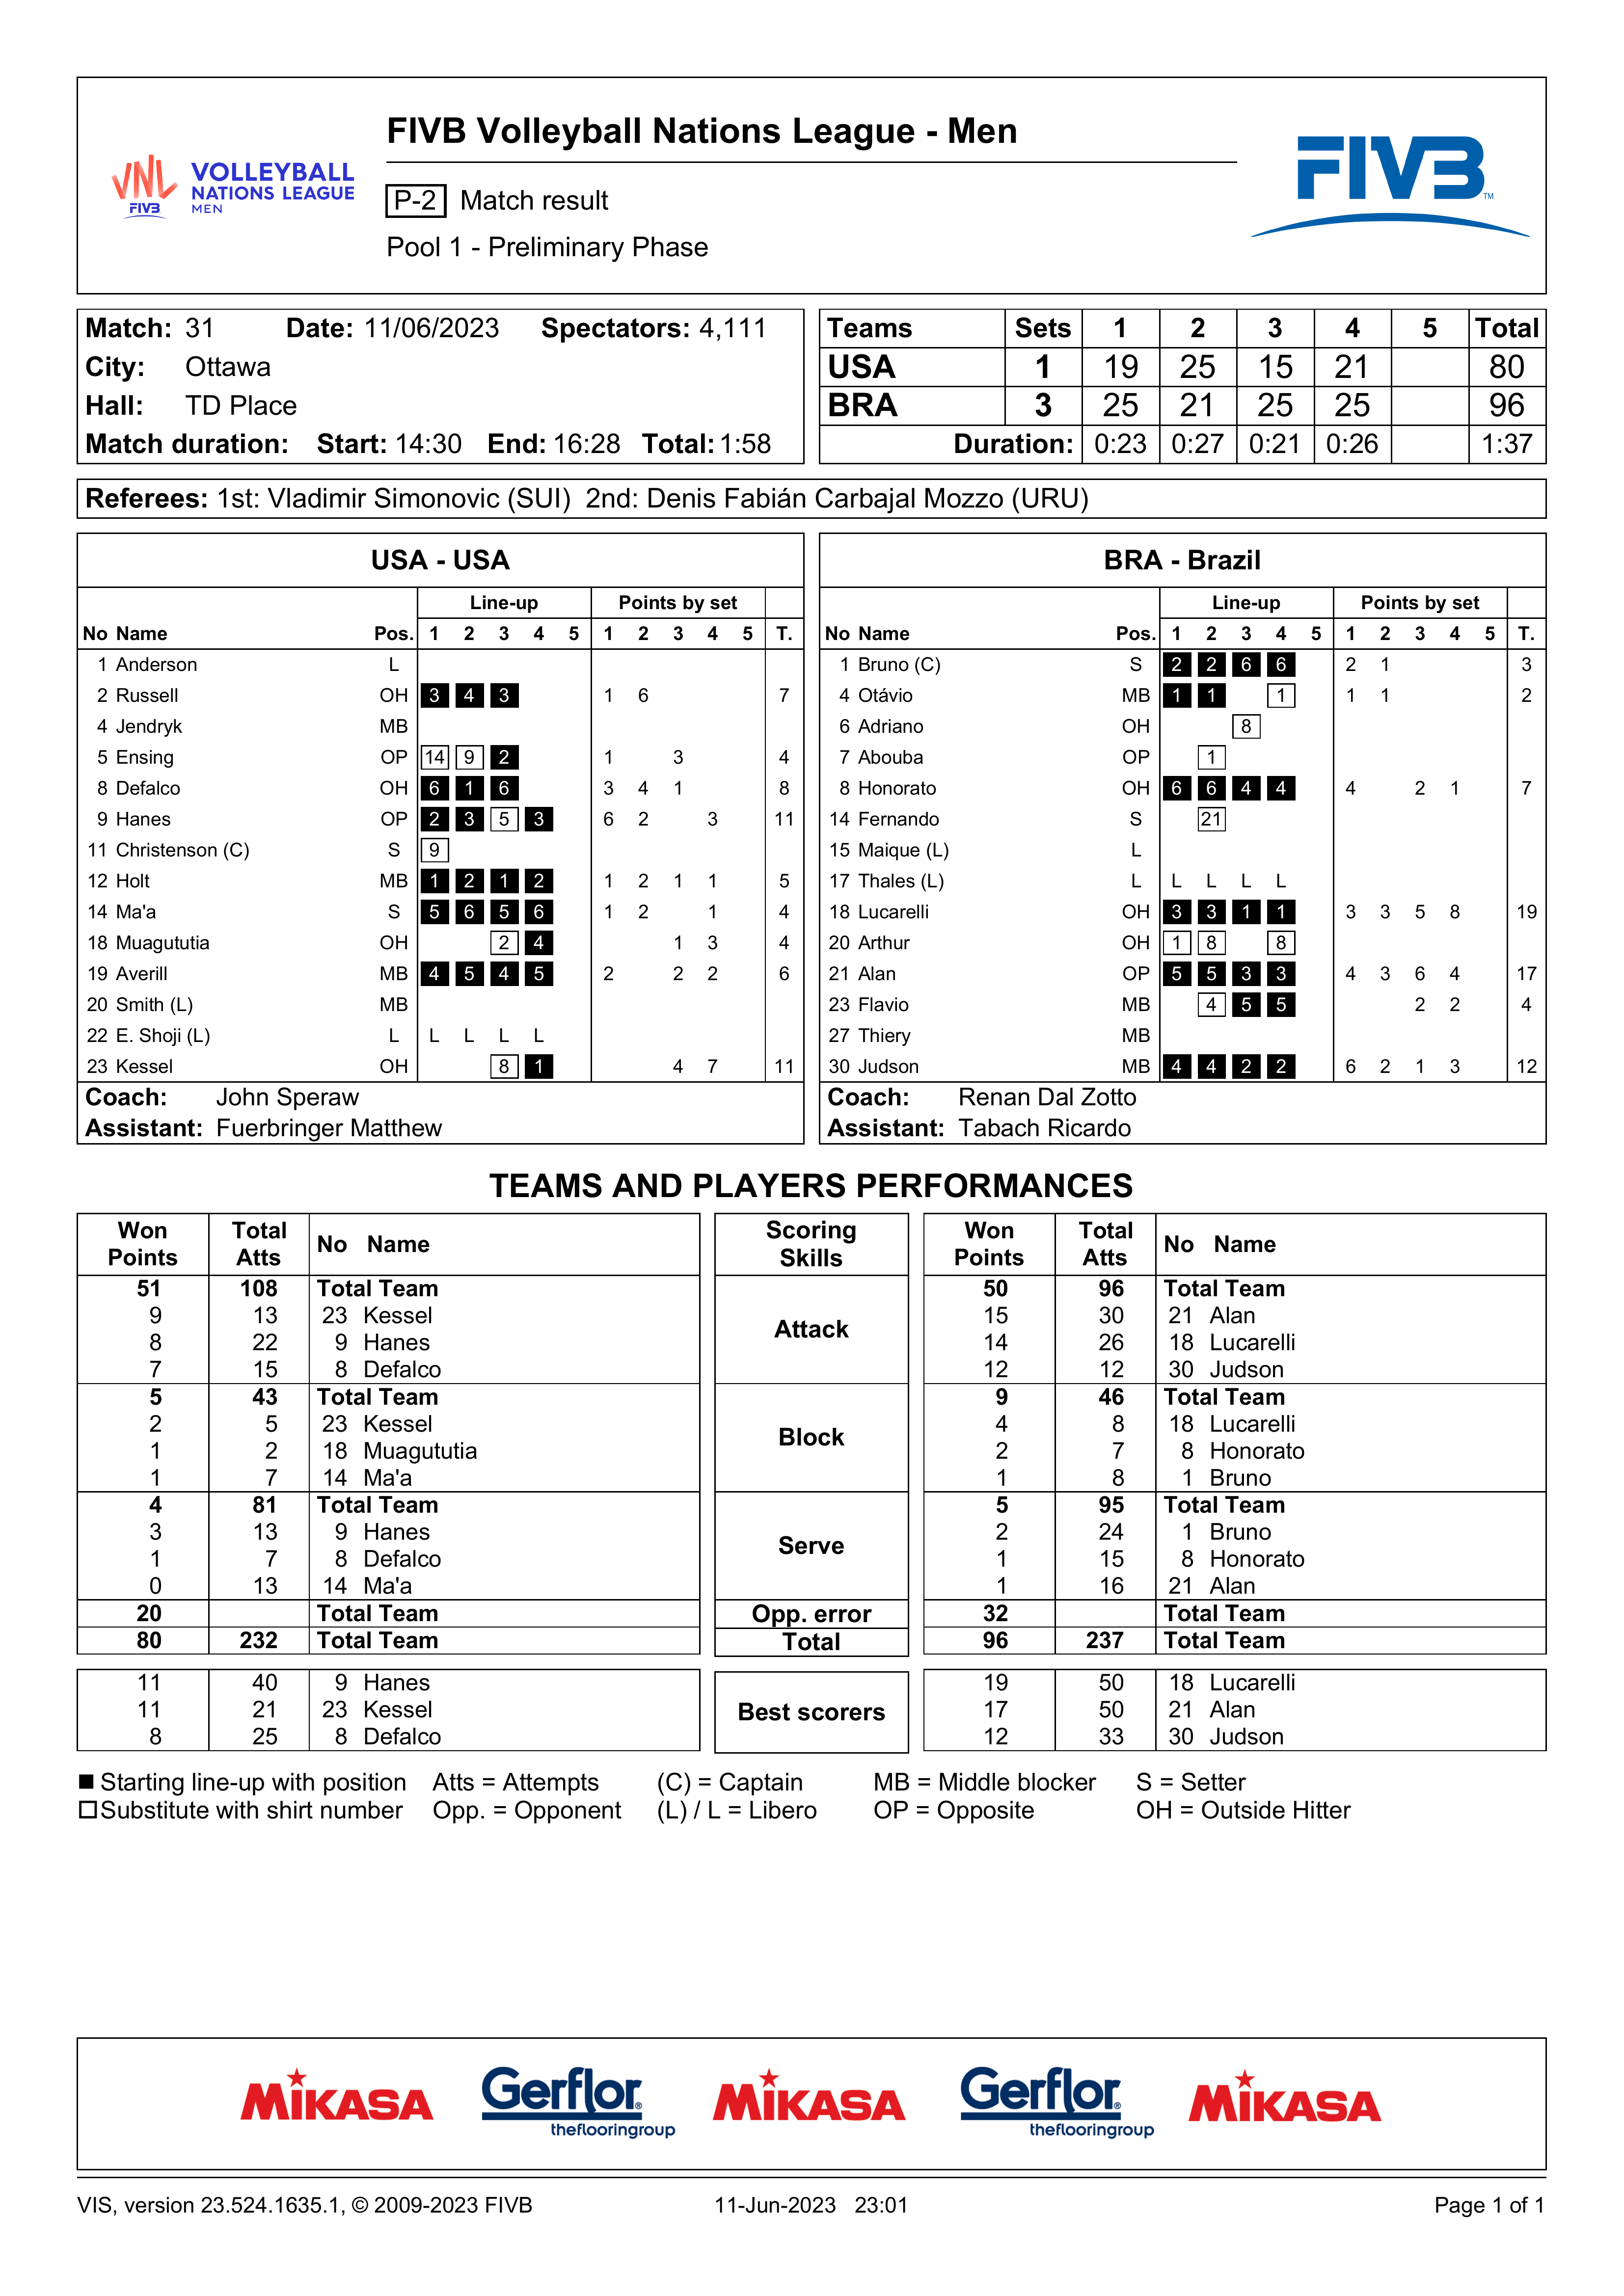 FIVB Volleyball Nations League - Men
VNL FIVB VOLLEYBALL NATIONS LEAGUE MEN
P-2 Match result
Pool 1 - Preliminary Phase
FIVB TM
Match: 31 Date: 11/06/2023 Spectators: 4,111
City: Ottawa
Hall: TD Place
Match duration: Start: 14:30 End: 16:28 Total: 1:58
Teams Sets 1 2 3 4 5 Total
USA 1 19 25 15 21 80
BRA 3 25 21 25 25 96
Duration: 0:23 0:27 0:21 0:26 1:37
Referees: 1st: Vladimir Simonovic (SUI) 2nd: Denis Fabián Carbajal Mozzo (URU)
USA - USA
Line-up Points by set
No Name Pos. 1 2 3 4 5 1 2 3 4 5 T.
1 Anderson L
2 Russell OH 3 4 3 1 6 7
4 Jendryk MB
5 Ensing OP 14 9 2 1 3 4
8 Defalco OH 6 1 6 3 4 1 8
9 Hanes OP 2 3 5 3 6 2 3 11
11 Christenson (C) S 9
12 Holt MB 1 2 1 2 1 2 1 1 5
14 Ma'a S 5 6 5 6 1 2 1 4
18 Muagututia OH 2 4 1 3 4
19 Averill MB 4 5 4 5 2 2 2 6
20 Smith (L) MB
22 E. Shoji (L) L L L L L
23 Kessel OH 8 1 4 7 11
Coach: John Speraw
Assistant: Fuerbringer Matthew
BRA - Brazil
Line-up Points by set
No Name Pos. 1 2 3 4 5 1 2 3 4 5 T.
1 Bruno (C) S 2 2 6 6 2 1 3
4 Otávio MB 1 1 1 1 1 2
6 Adriano OH 8
7 Abouba OP 1
8 Honorato OH 6 6 4 4 4 2 1 7
14 Fernando S 21
15 Maique (L) L
17 Thales (L) L L L L L
18 Lucarelli OH 3 3 1 1 3 3 5 8 19
20 Arthur OH 1 8 8
21 Alan OP 5 5 3 3 4 3 6 4 17
23 Flavio MB 4 5 5 2 2 4
27 Thiery MB
30 Judson MB 4 4 2 2 6 2 1 3 12
Coach: Renan Dal Zotto
Assistant: Tabach Ricardo
TEAMS AND PLAYERS PERFORMANCES
Won Points Total Atts No Name Scoring Skills Won Points Total Atts No Name
51 108 Total Team Attack 50 96 Total Team
9 13 23 Kessel 15 30 21 Alan
8 22 9 Hanes 14 26 18 Lucarelli
7 15 8 Defalco 12 12 30 Judson
5 43 Total Team Block 9 46 Total Team
2 5 23 Kessel 4 8 18 Lucarelli
1 2 18 Muagututia 2 7 8 Honorato
1 7 14 Ma'a 1 8 1 Bruno
4 81 Total Team Serve 5 95 Total Team
3 13 9 Hanes 2 24 1 Bruno
1 7 8 Defalco 1 15 8 Honorato
0 13 14 Ma'a 1 16 21 Alan
20 Total Team Opp. error 32 Total Team
80 232 Total Team Total 96 237 Total Team
11 40 9 Hanes Best scorers 19 50 18 Lucarelli
11 21 23 Kessel 17 50 21 Alan
8 25 8 Defalco 12 33 30 Judson
Starting line-up with position Atts = Attempts (C) = Captain MB = Middle blocker S = Setter
Substitute with shirt number Opp. = Opponent (L) / L = Libero OP = Opposite OH = Outside Hitter
MIKASA Gerflor® theflooringgroup MIKASA Gerflor® theflooringgroup MIKASA
VIS, version 23.524.1635.1, © 2009-2023 FIVB 11-Jun-2023 23:01 Page 1 of 1